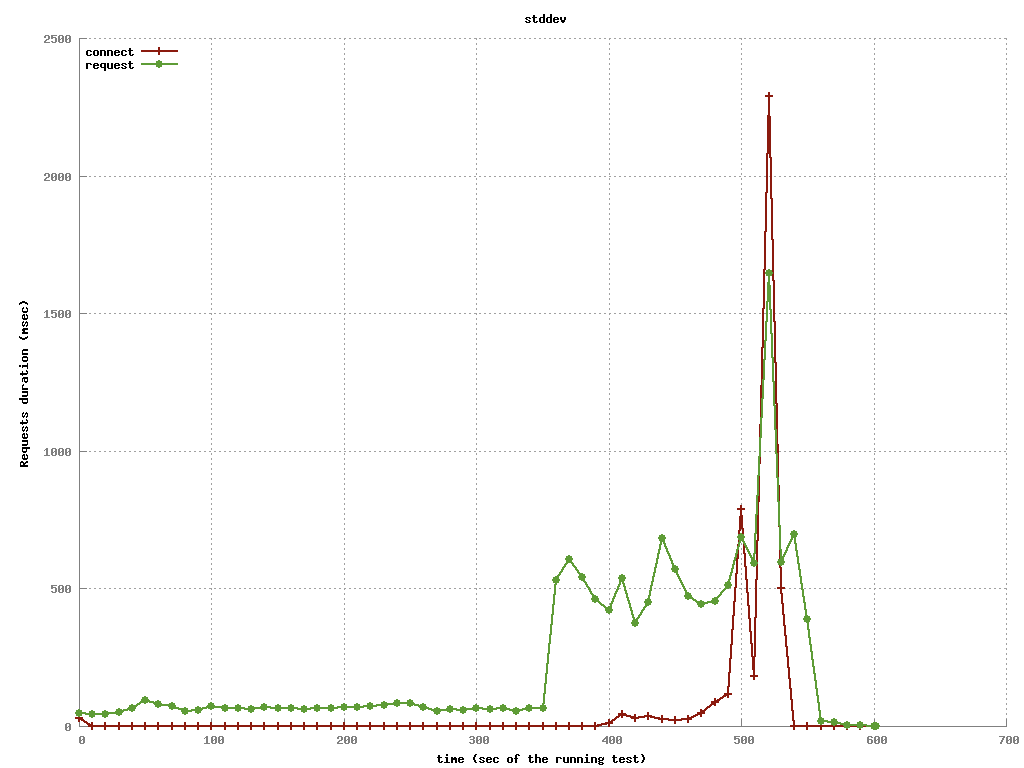 stddev
connect
request
2500
2000
1500
1000
500
0
Requests duration (msec)
0 100 200 300 400 500 600 700
time (sec of the running test)